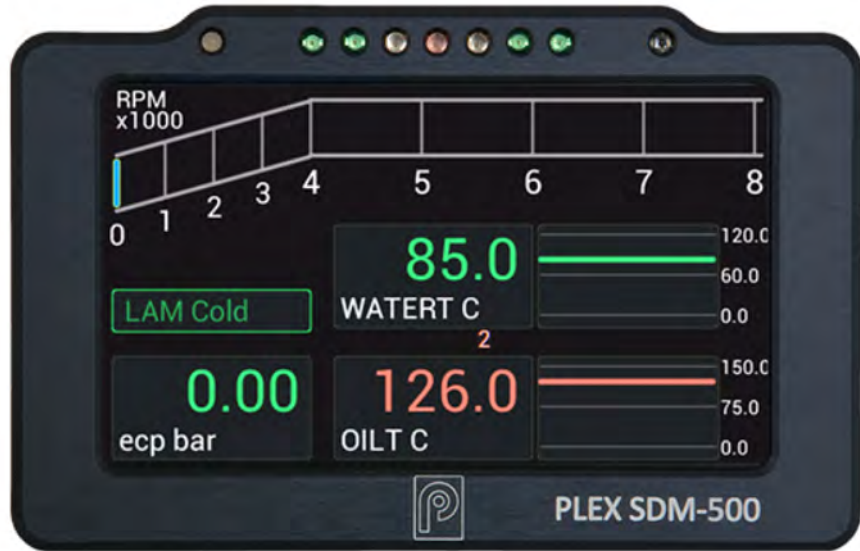 RPM
x1000
0 1 2 3 4 5 6 7 8
85.0
WATERT C
120.0
60.0
0.0
LAM Cold
2
0.00
ecp bar
126.0
OILT C
150.0
75.0
0.0
PLEX SDM-500